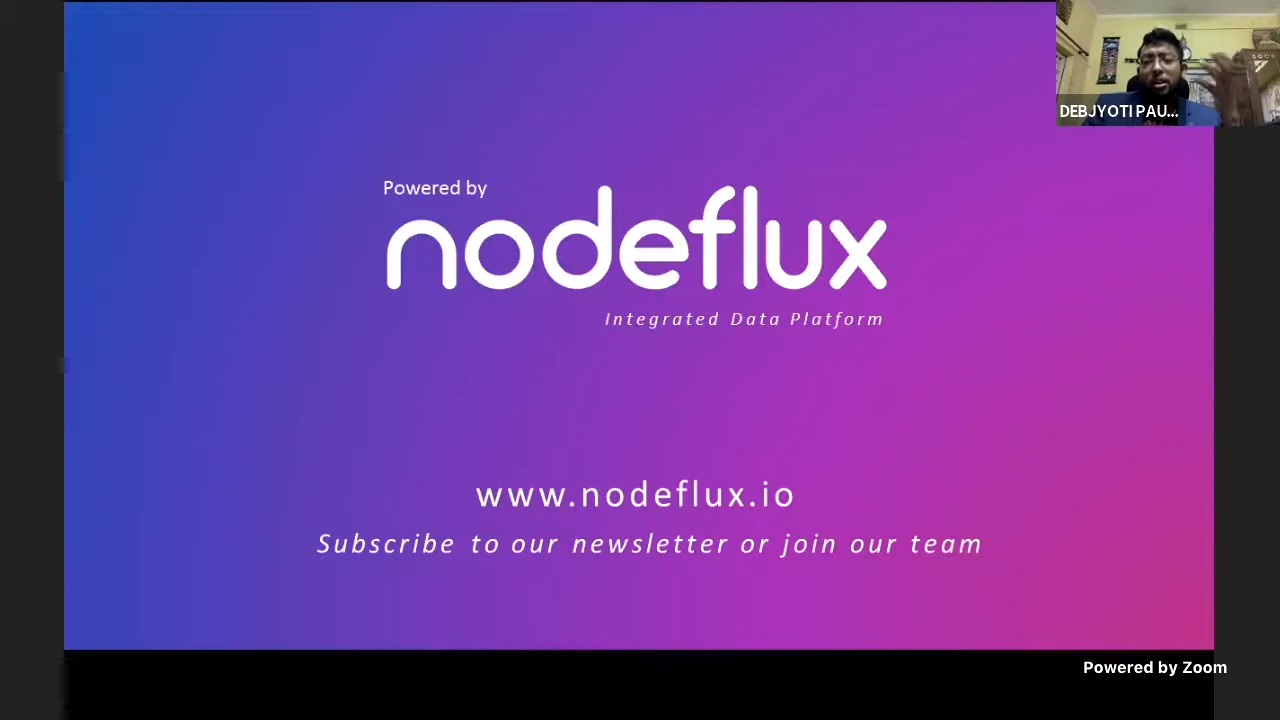 DEBJYOTI PAU...
Powered by
nodeflux
Integrated Data Platform
www.nodeflux.io
Subscribe to our newsletter or join our team
Powered by Zoom